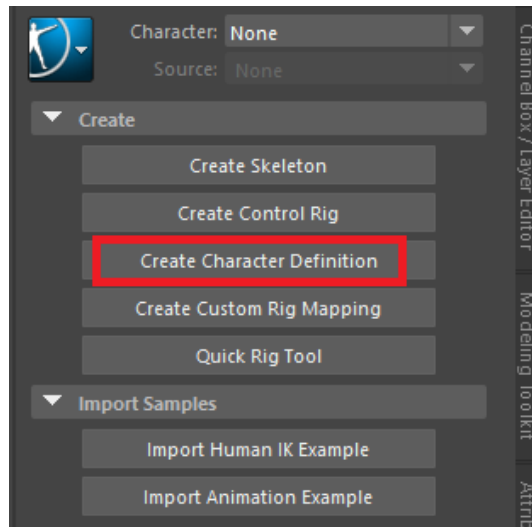 Character: None
Source: None
Create
Create Skeleton
Create Control Rig
Create Character Definition
Create Custom Rig Mapping
Quick Rig Tool
Import Samples
Import Human IK Example
Import Animation Example
Channel Box / Layer Editor
Modeling Toolkit